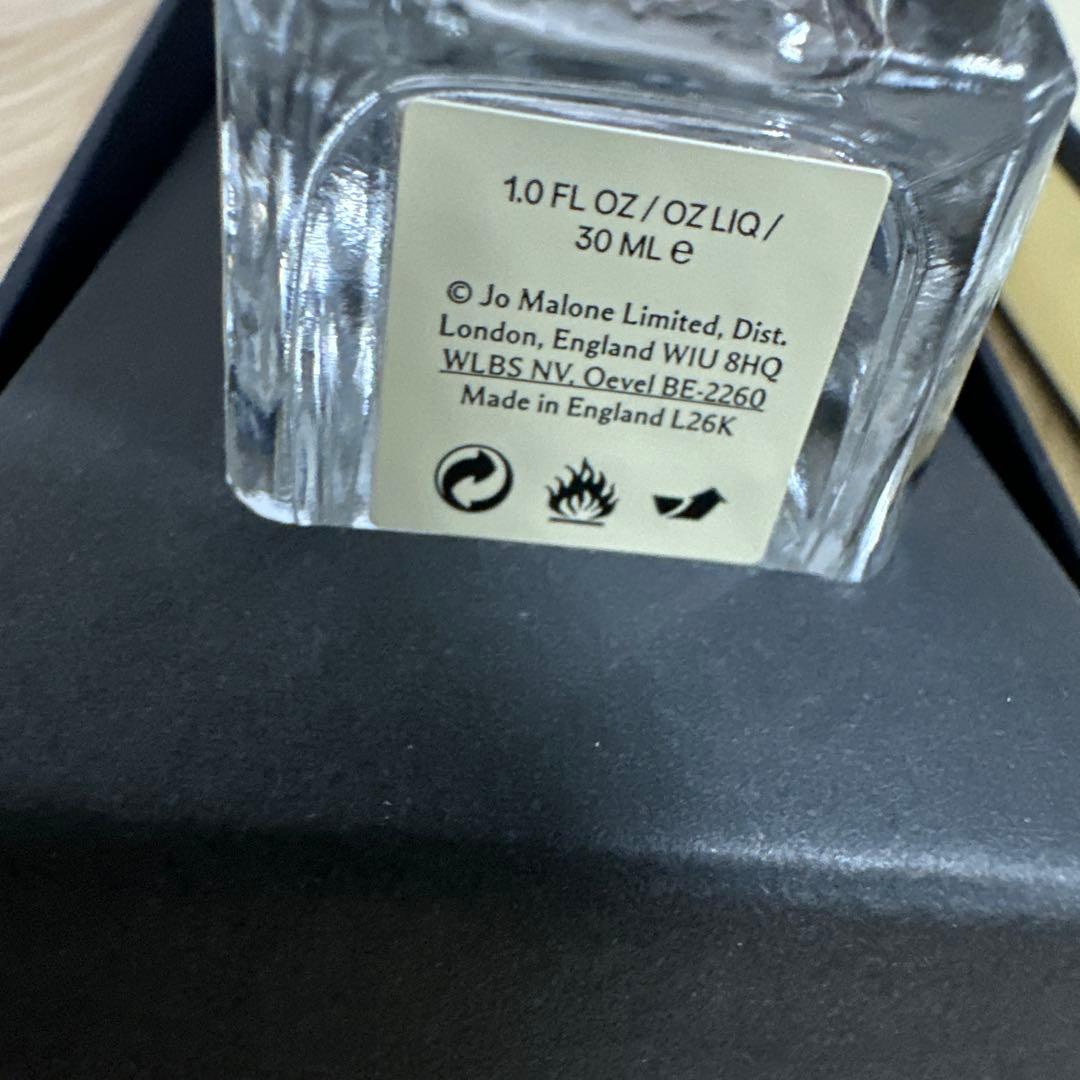 1.0 FL OZ / OZ LIQ /
30 ML ℮
© Jo Malone Limited, Dist.
London, England W1U 8HQ
WLBS NV, Oevel BE-2260
Made in England L26K